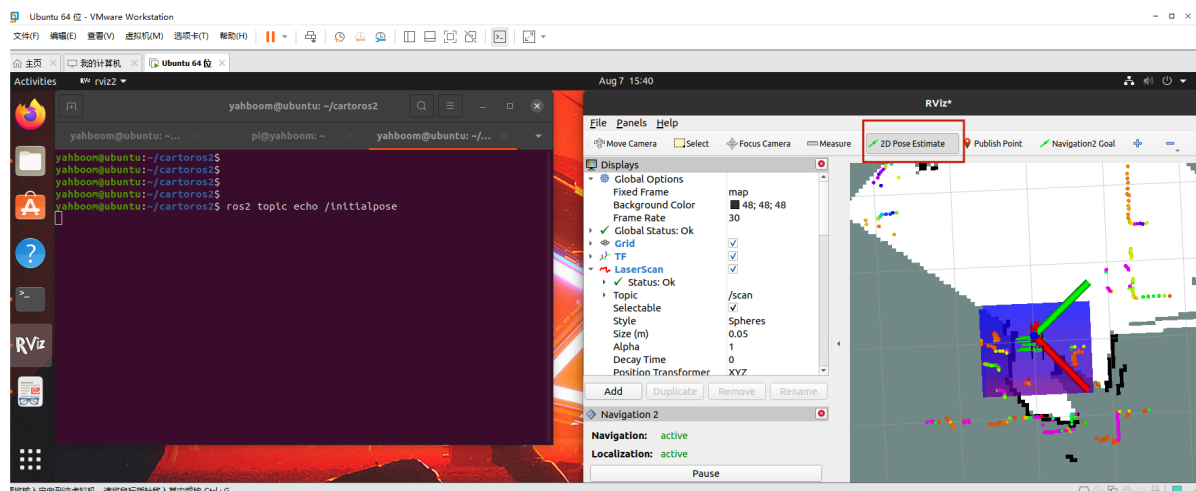 Ubuntu 64 位 - VMware Workstation
文件(F) 编辑(E) 查看(V) 虚拟机(M) 选项卡(T) 帮助(H)
主页 我的计算机 Ubuntu 64 位
Activities rviz2 Aug 7 15:40
yahboom@ubuntu: ~/cartoros2
yahboom@ubuntu: ~... pi@yahboom: ~ yahboom@ubuntu: ~/...
yahboom@ubuntu:~/cartoros2$
yahboom@ubuntu:~/cartoros2$
yahboom@ubuntu:~/cartoros2$
yahboom@ubuntu:~/cartoros2$
yahboom@ubuntu:~/cartoros2$ ros2 topic echo /initialpose
RViz
RViz*
File Panels Help
Move Camera Select Focus Camera Measure 2D Pose Estimate Publish Point Navigation2 Goal
Displays
Global Options
Fixed Frame map
Background Color 48; 48; 48
Frame Rate 30
Global Status: Ok
Grid
TF
LaserScan
Status: Ok
Topic /scan
Selectable
Style Spheres
Size (m) 0.05
Alpha 1
Decay Time 0
Position Transformer XYZ
Add Duplicate Remove Rename
Navigation 2
Navigation: active
Localization: active
Pause